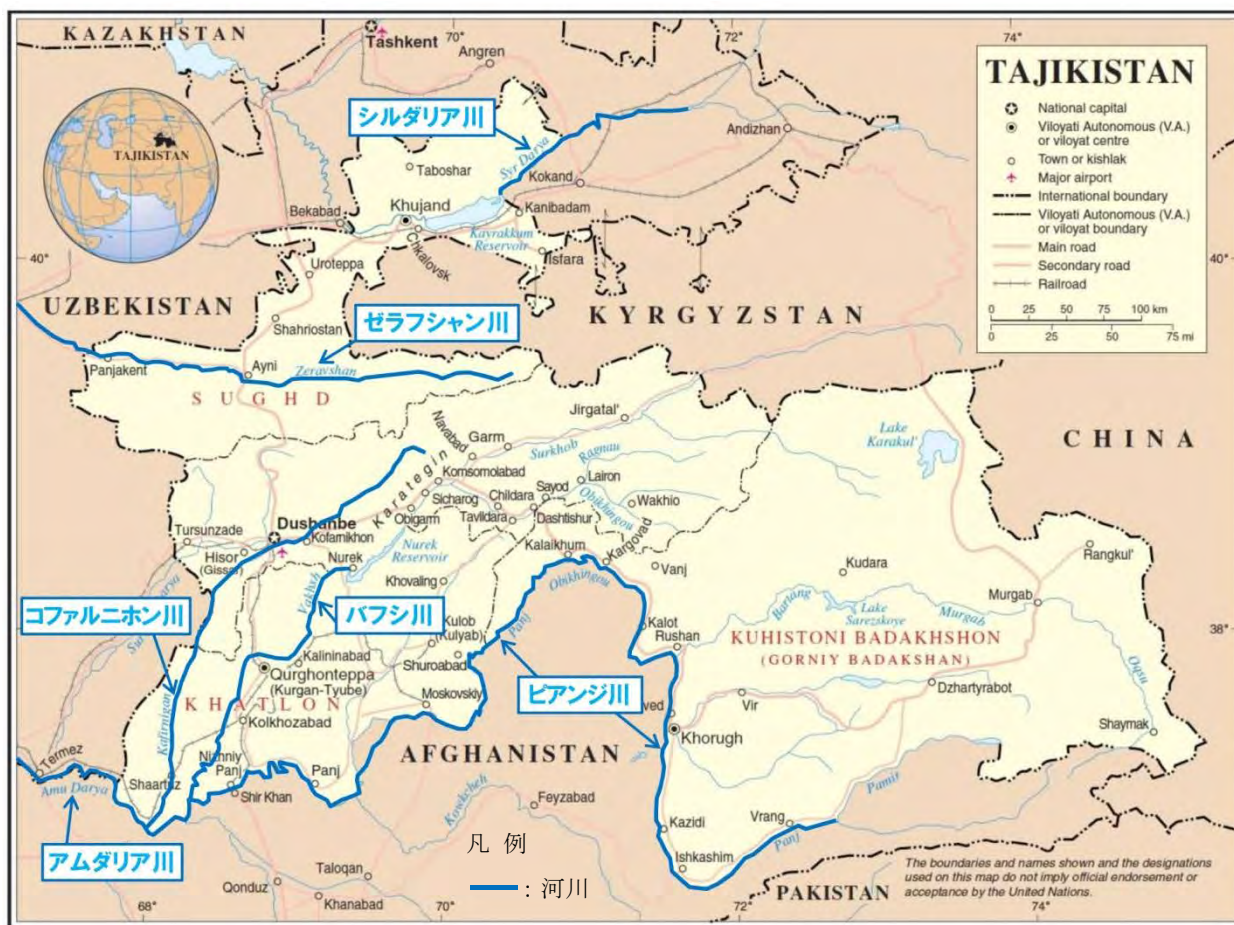 KAZAKHSTAN
Tashkent
70
72
74
Angren
TAJIKISTAN
National capital
Viloyati Autonomous (V.A.)
or viloyat centre
Town or kishlak
Major airport
International boundary
Viloyati Autonomous (V.A.)
or viloyat boundary
Main road
Secondary road
Railroad
0 25 50 75 100 km
0 25 50 75 mi
TAJIKISTAN
シルダリア川
Syr Darya
Andizhan
Taboshar
Kokand
Khujand
Bekabad
Kanibadam
Chkalovsk
Kayrakkum
Reservoir
Isfara
40°
40°
Uroteppa
UZBEKISTAN
ゼラフシャン川
KYRGYZSTAN
Shahriostan
Panjakent
Ayni
Zeravshan
SUGHD
Jirgatal'
Navabad
Garm
Surkhob
Karategin
Komsomolabad
Ragnau
Lairon
Lake
Karakul'
CHINA
Sicharog
Childara
Sayod
Obikhingou
Wakhio
Obigarm
Tavildara
Dashtishur
Dushanbe
Tursunzade
Kofarnikhon
Hisor
(Gissar)
Nurek
Nurek
Reservoir
Kalaikhum
Kargovad
Rangkul'
Khovaling
Obikhingou
Vanj
Kudara
Vakhsh
コファルニホン川
バフシ川
Kulob
(Kulyab)
Panj
Kalot
Rushan
Bartang
Lake
Sarezskoye
Murgab
Murgab
38°
Shuroabad
Kalininabad
Qurghonteppa
(Kurgan-Tyube)
KUHISTONI BADAKHSHON
(GORNIY BADAKSHAN)
ピアンジ川
Moskovskiy
KHATLON
Kafirnigan
Kolkhozabad
Vir
Dzhartyrabot
Oqsu
Khorugh
Shaymak
AFGHANISTAN
Termez
Amu Darya
Shaartuz
Nizhniy
Panj
Panj
Shir Khan
Kowkcheh
Feyzabad
Pamir
Kazidi
Vrang
Panj
アムダリア川
凡 例
: 河川
Ishkashim
Taloqan
Qonduz
Khanabad
PAKISTAN
The boundaries and names shown and the designations
used on this map do not imply official endorsement or
acceptance by the United Nations.
68°
70
72
74